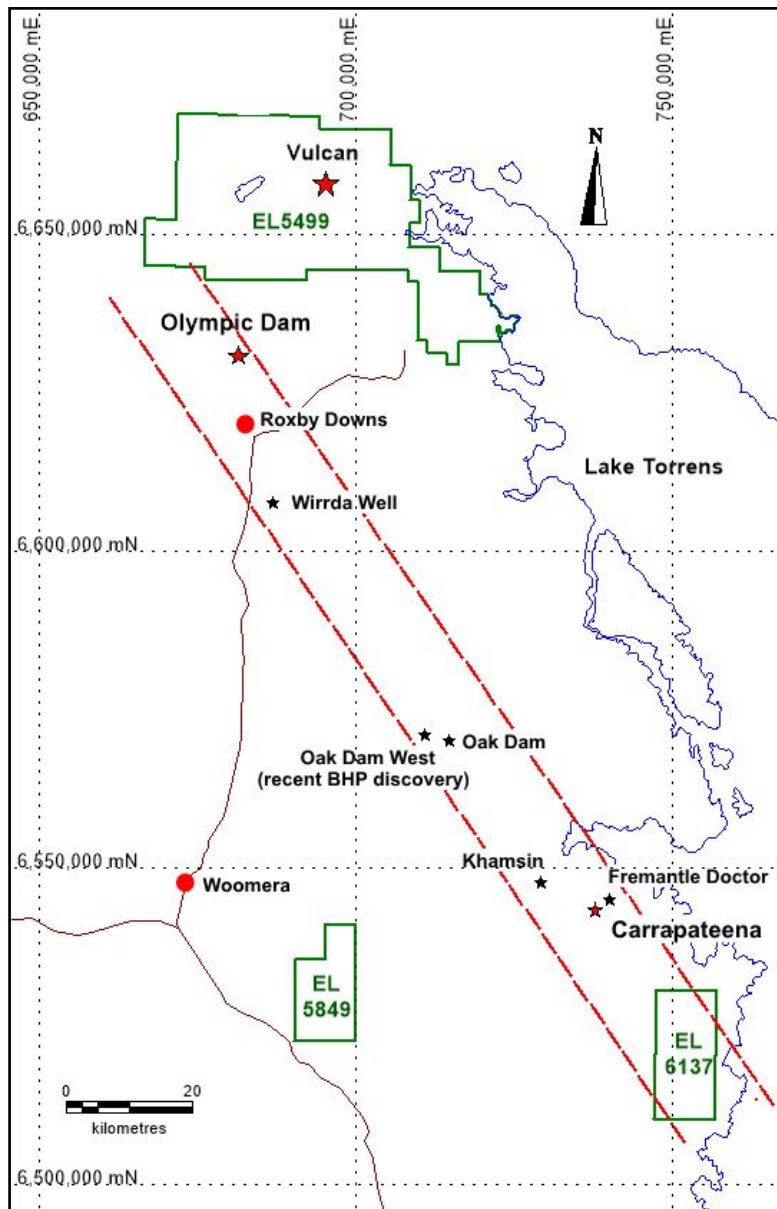 650,000 mE
700,000 mE
750,000 mE
N
Vulcan
EL5499
6,650,000 mN
Olympic Dam
Roxby Downs
Lake Torrens
Wirrda Well
6,600,000 mN
Oak Dam
Oak Dam West
(recent BHP discovery)
Khamsin
6,550,000 mN
Fremantle Doctor
Woomera
Carrapateena
EL
5849
EL
6137
0
20
kilometres
6,500,000 mN